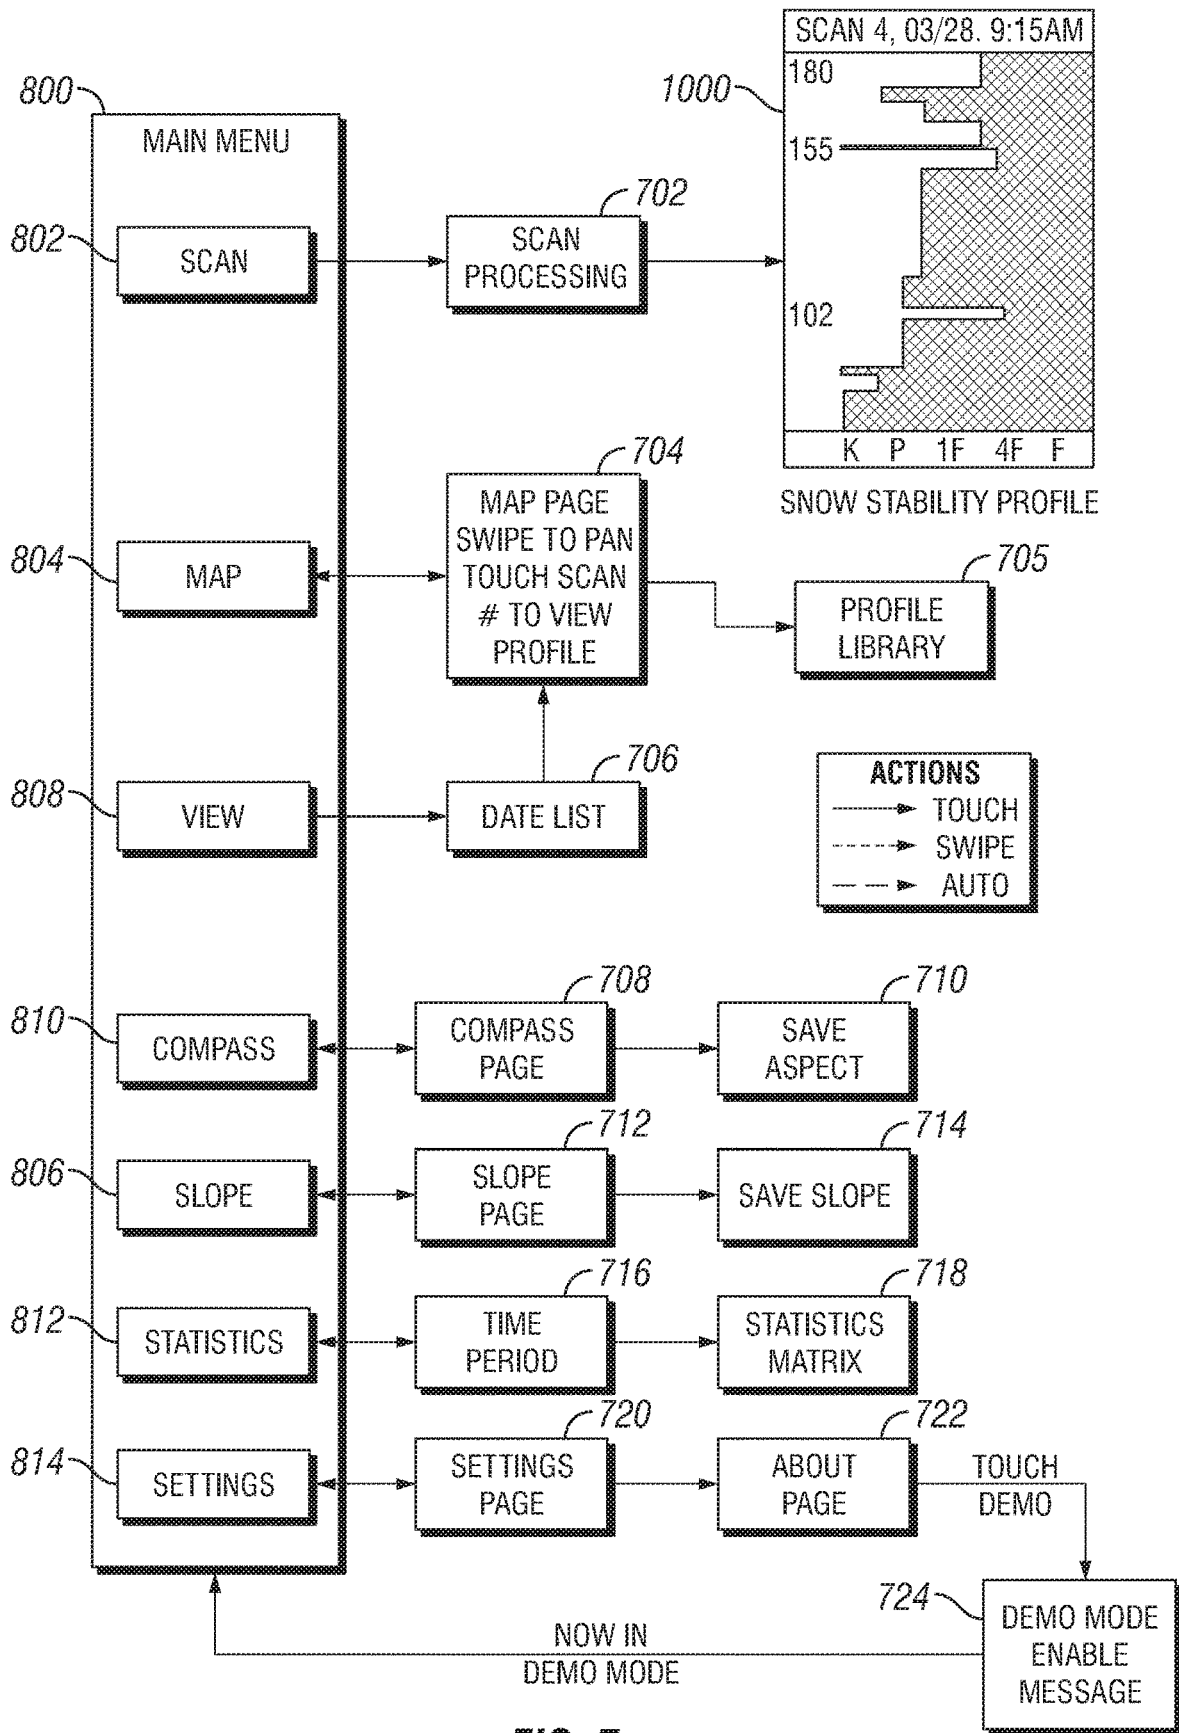 SCAN 4, 03/28. 9:15AM
180
155
102
K P 1F 4F F
SNOW STABILITY PROFILE
1000
800
MAIN MENU
802
SCAN
702
SCAN
PROCESSING
804
MAP
704
MAP PAGE
SWIPE TO PAN
TOUCH SCAN
# TO VIEW
PROFILE
705
PROFILE
LIBRARY
808
VIEW
706
DATE LIST
ACTIONS
TOUCH
SWIPE
AUTO
810
COMPASS
708
COMPASS
PAGE
710
SAVE
ASPECT
806
SLOPE
712
SLOPE
PAGE
714
SAVE SLOPE
812
STATISTICS
716
TIME
PERIOD
718
STATISTICS
MATRIX
814
SETTINGS
720
SETTINGS
PAGE
722
ABOUT
PAGE
TOUCH
DEMO
724
DEMO MODE
ENABLE
MESSAGE
NOW IN
DEMO MODE